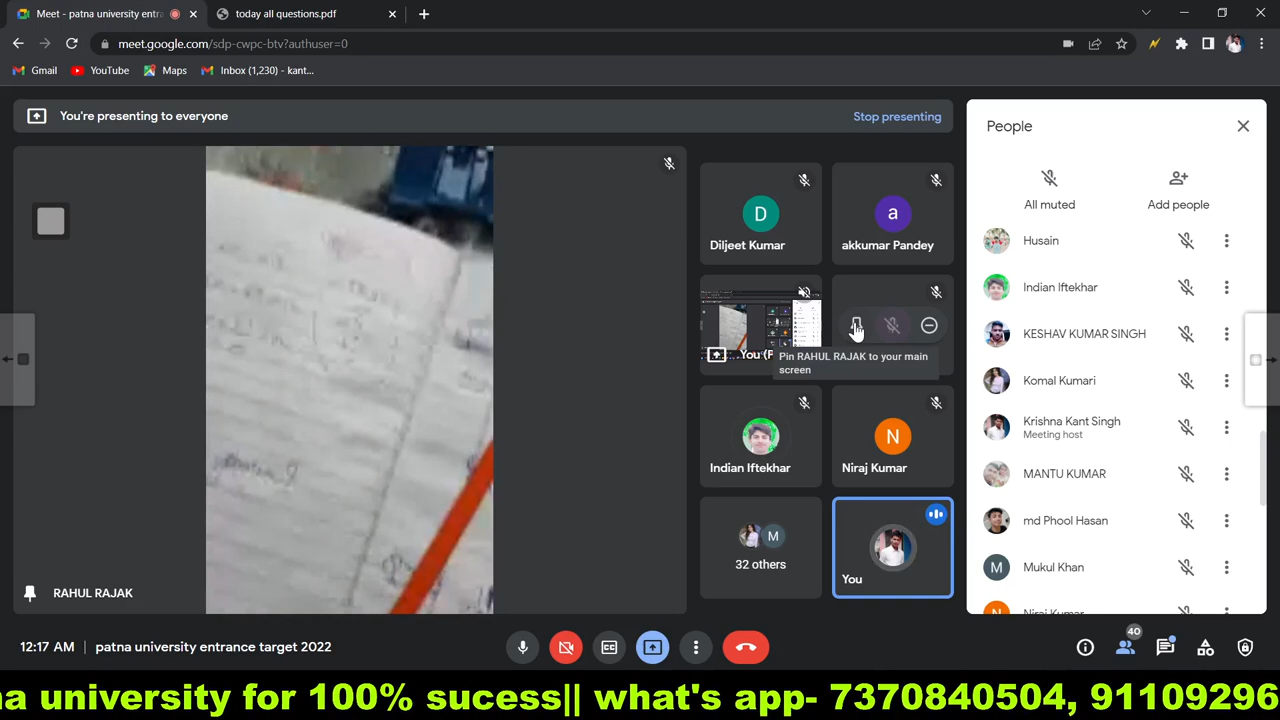 Meet - patna university entra
today all questions.pdf
meet.google.com/sdp-cwpc-btv?authuser=0
Gmail
YouTube
Maps
Inbox (1,230) - kant...
You're presenting to everyone
Stop presenting
RAHUL RAJAK
D
Diljeet Kumar
a
akkumar Pandey
You (P
Pin RAHUL RAJAK to your main
screen
Indian Iftekhar
N
Niraj Kumar
M
32 others
You
People
All muted
Add people
Husain
Indian Iftekhar
KESHAV KUMAR SINGH
Komal Kumari
Krishna Kant Singh
Meeting host
MANTU KUMAR
md Phool Hasan
M
Mukul Khan
N
Niraj Kumar
12:17 AM | patna university entrance target 2022
40
na university for 100% sucess|| what's app- 7370840504, 91109296